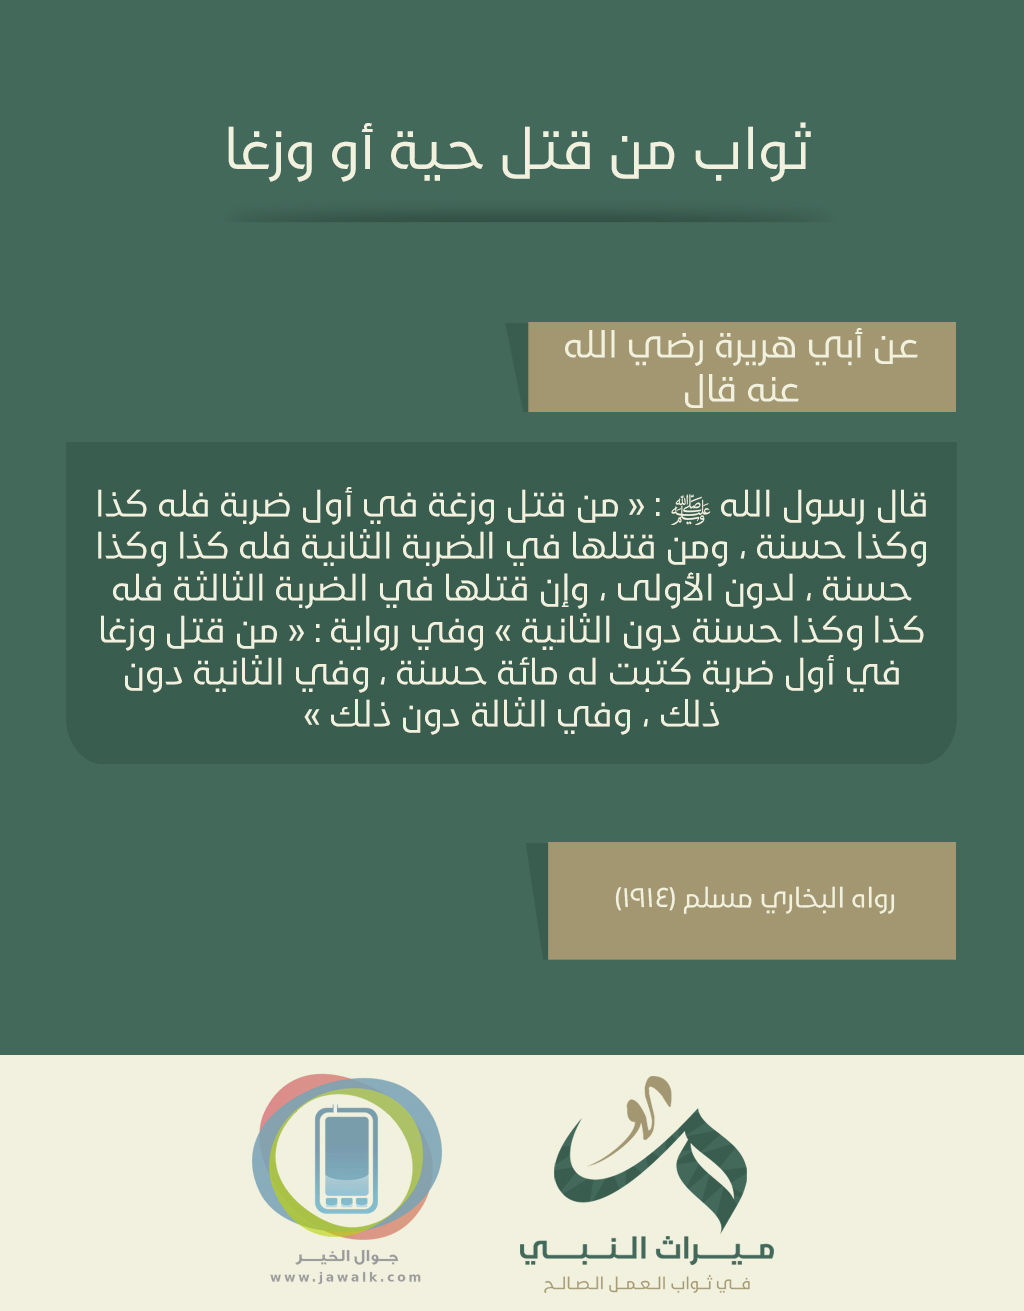 ثواب من قتل حية أو وزغا
عن أبي هريرة رضي الله
عنه قال
قال رسول الله ﷺ : « من قتل وزغة في أول ضربة فله كذا
وكذا حسنة ، ومن قتلها في الضربة الثانية فله كذا وكذا
حسنة ، لدون الأولى ، وإن قتلها في الضربة الثالثة فله
كذا وكذا حسنة دون الثانية » وفي رواية : « من قتل وزغا
في أول ضربة كتبت له مائة حسنة ، وفي الثانية دون
ذلك ، وفي الثالة دون ذلك »
رواه البخاري مسلم (١٩١٤)
ميراث النبي
في ثواب العمل الصالح
جوال الخير
www.jawalk.com